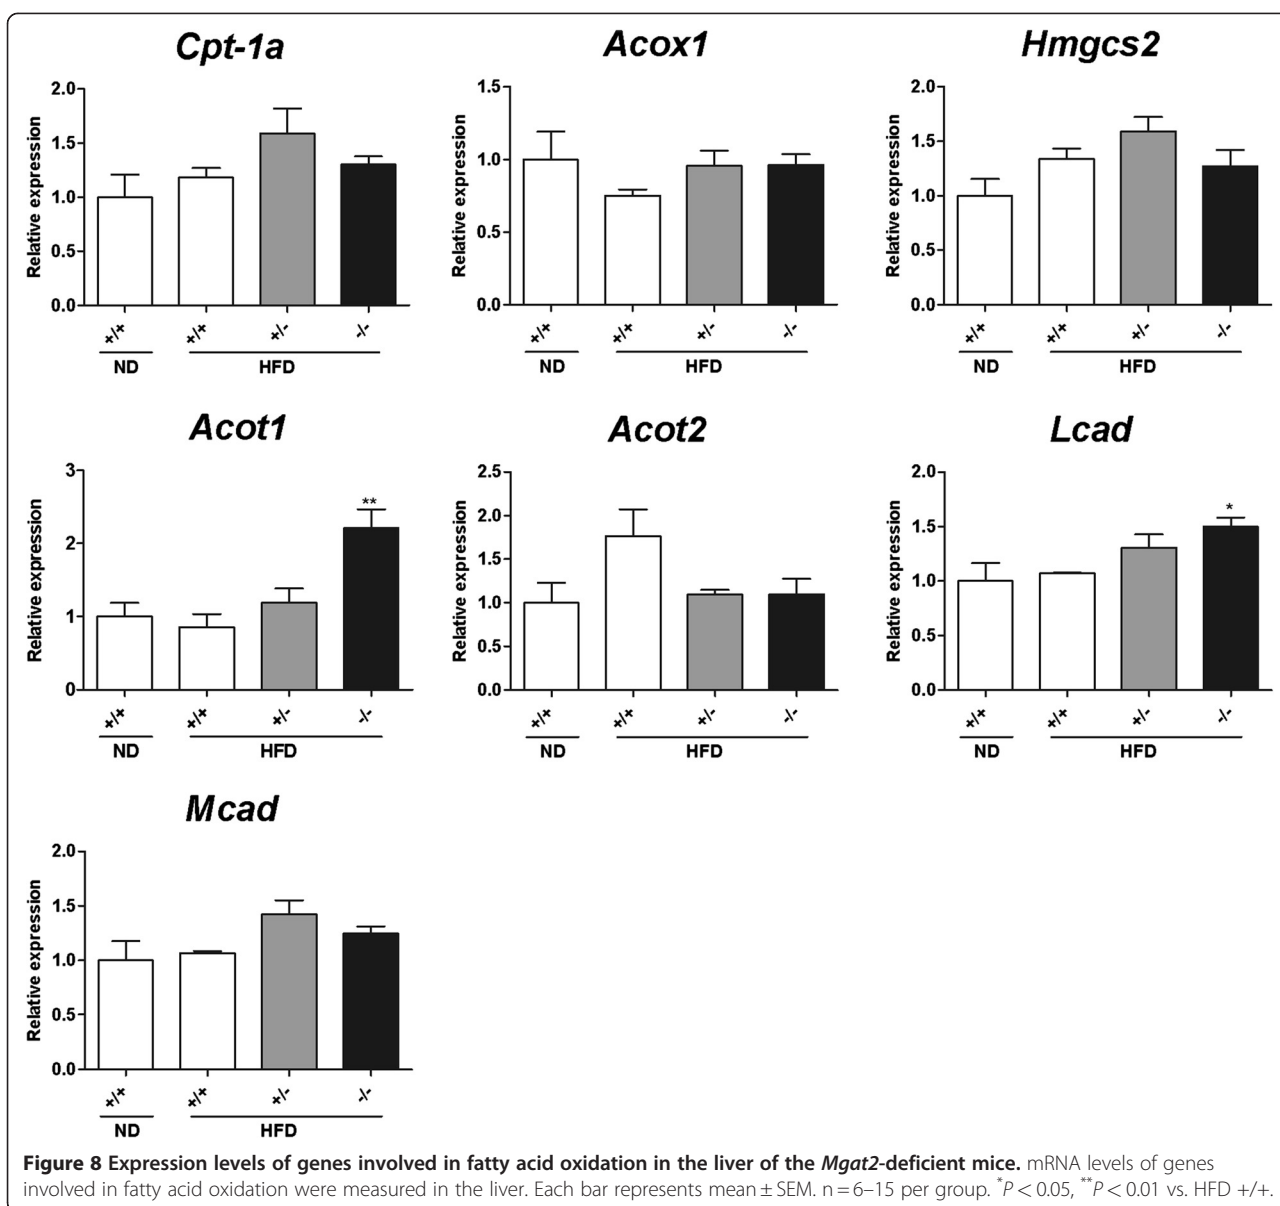 Cpt-1a
Relative expression
2.0
1.5
1.0
0.5
0.0
+/+
+/+
+/-
-/-
ND
HFD
Acox1
Relative expression
1.5
1.0
0.5
0.0
+/+
+/+
+/-
-/-
ND
HFD
Hmgcs2
Relative expression
2.0
1.5
1.0
0.5
0.0
+/+
+/+
+/-
-/-
ND
HFD
Acot1
Relative expression
3
2
1
0
**
+/+
+/+
+/-
-/-
ND
HFD
Acot2
Relative expression
2.5
2.0
1.5
1.0
0.5
0.0
+/+
+/+
+/-
-/-
ND
HFD
Lcad
Relative expression
2.0
1.5
1.0
0.5
0.0
*
+/+
+/+
+/-
-/-
ND
HFD
Mcad
Relative expression
2.0
1.5
1.0
0.5
0.0
+/+
+/+
+/-
-/-
ND
HFD
Figure 8 Expression levels of genes involved in fatty acid oxidation in the liver of the Mgat2-deficient mice. mRNA levels of genes
involved in fatty acid oxidation were measured in the liver. Each bar represents mean ± SEM. n = 6–15 per group. *P < 0.05, **P < 0.01 vs. HFD +/+.